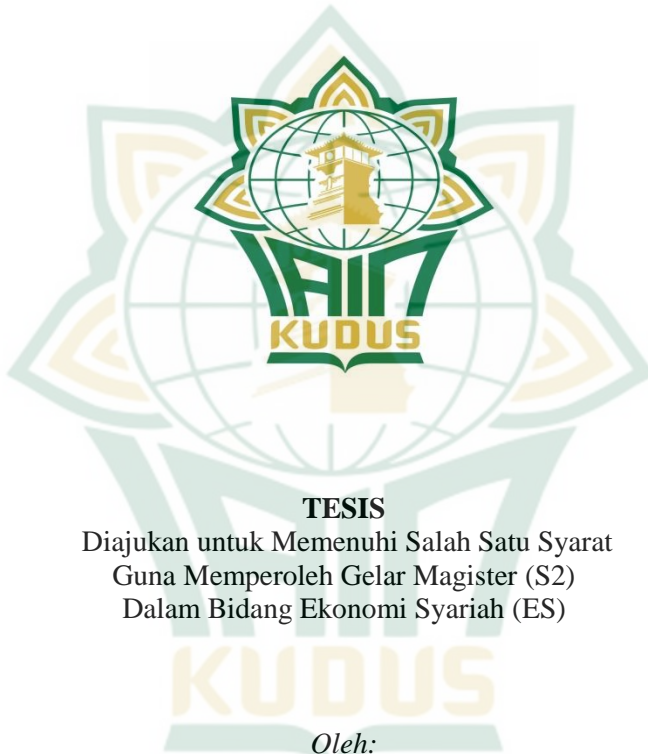 IAIN
KUDUS
TESIS
Diajukan untuk Memenuhi Salah Satu Syarat
Guna Memperoleh Gelar Magister (S2)
Dalam Bidang Ekonomi Syariah (ES)
KUDUS
Oleh: